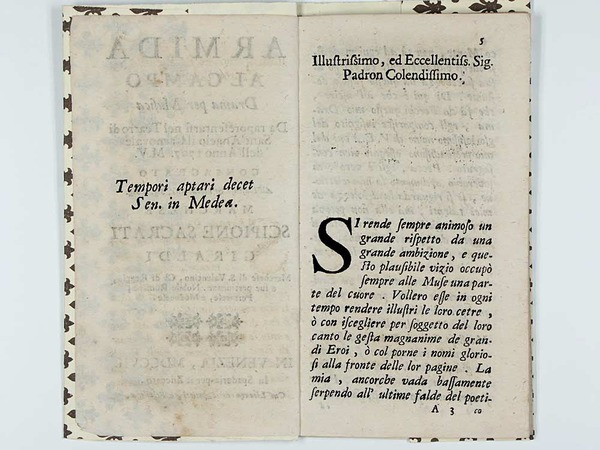 Tempori aptari decet
Sen. in Medea.
5
Illuſtriſſimo, ed Eccellentiſs. Sig.
Padron Colendiſſimo.
SI rende ſempre animoſo un
grande riſpetto da una
grande ambizione, e que-
ſto plauſibile vizio occupò
ſempre alle Muſe una par-
te del cuore. Vollero eſſe in ogni
tempo rendere illuſtri le loro cetre,
ò con iſcegliere per ſoggetto del loro
canto le geſta magnanime de gran-
di Eroi, ò col porne i nomi glorio-
ſi alla fronte delle lor pagine. La
mia, ancorche vada baſſamente
ſerpendo all' ultime falde del poeti-
A 3 co